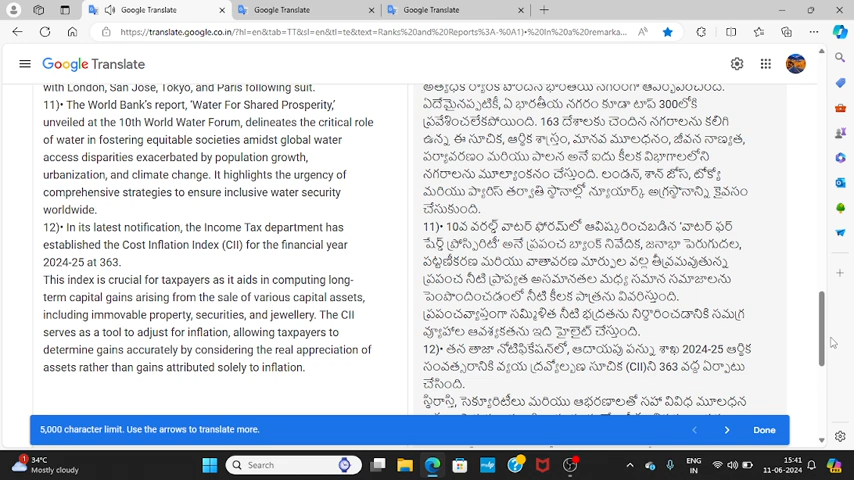 Google Translate
Google Translate
Google Translate
https://translate.google.co.in/?hl=en&tab=TT&sl=en&tl=te&text=Ranks%20and%20Reports%3A-%0A1)•%20In%20a%20remarka...
Google Translate
with London, San Jose, Tokyo, and Paris following suit.
11)• The World Bank's report, ‘Water For Shared Prosperity,’
unveiled at the 10th World Water Forum, delineates the critical role
of water in fostering equitable societies amidst global water
access disparities exacerbated by population growth,
urbanization, and climate change. It highlights the urgency of
comprehensive strategies to ensure inclusive water security
worldwide.
12)• In its latest notification, the Income Tax department has
established the Cost Inflation Index (CII) for the financial year
2024-25 at 363.
This index is crucial for taxpayers as it aids in computing long-
term capital gains arising from the sale of various capital assets,
including immovable property, securities, and jewellery. The CII
serves as a tool to adjust for inflation, allowing taxpayers to
determine gains accurately by considering the real appreciation of
assets rather than gains attributed solely to inflation.
అత్యధిక ర్యాంక్ పొందిన భారతీయ నగరంగా ఆవిర్భవించింది.
ఏదేమైనప్పటికీ, ఏ భారతీయ నగరం కూడా టాప్ 300లోకి
ప్రవేశించలేకపోయింది. 163 దేశాలకు చెందిన నగరాలను కలిగి
ఉన్న ఈ సూచిక, ఆర్థిక శాస్త్రం, మానవ మూలధనం, జీవన నాణ్యత,
పర్యావరణం మరియు పాలన అనే ఐదు కీలక విభాగాలలోని
నగరాలను మూల్యాంకనం చేస్తుంది. లండన్, శాన్ జోస్, టోక్యో
మరియు ప్యారిస్ తర్వాతి స్థానాల్లో న్యూయార్క్ అగ్రస్థానాన్ని కైవసం
చేసుకుంది.
11)• 10వ వరల్డ్ వాటర్ ఫోరమ్‌లో ఆవిష్కరించబడిన ‘వాటర్ ఫర్
షేర్డ్ ప్రోస్పిరిటీ’ అనే ప్రపంచ బ్యాంక్ నివేదిక, జనాభా పెరుగుదల,
పట్టణీకరణ మరియు వాతావరణ మార్పుల వల్ల తీవ్రమవుతున్న
ప్రపంచ నీటి ప్రాప్యత అసమానతల మధ్య సమాన సమాజాలను
పెంపొందించడంలో నీటి కీలక పాత్రను వివరిస్తుంది.
ప్రపంచవ్యాప్తంగా సమ్మిళిత నీటి భద్రతను నిర్ధారించడానికి సమగ్ర
వ్యూహాల ఆవశ్యకతను ఇది హైలైట్ చేస్తుంది.
12)• తన తాజా నోటిఫికేషన్‌లో, ఆదాయపు పన్ను శాఖ 2024-25 ఆర్థిక
సంవత్సరానికి వ్యయ ద్రవ్యోల్బణ సూచిక (CII)ని 363 వద్ద ఏర్పాటు
చేసింది.
స్థిరాస్తి, సెక్యూరిటీలు మరియు ఆభరణాలతో సహా వివిధ మూలధన
5,000 character limit. Use the arrows to translate more.
Done
34°C
Mostly cloudy
Search
ENG
IN
15:41
11-06-2024